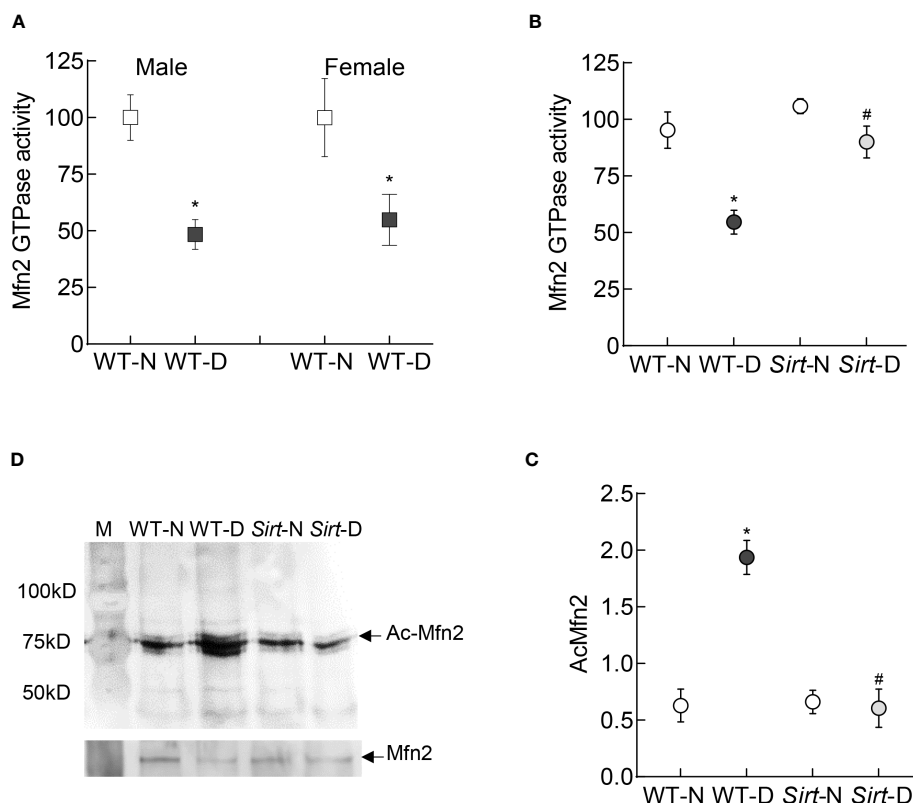 A
Mfn2 GTPase activity
125
100
75
50
25
0
Male
Female
*
*
WT-N WT-D WT-N WT-D
B
Mfn2 GTPase activity
125
100
75
50
25
0
*
#
WT-N WT-D Sirt-N Sirt-D
D
M WT-N WT-D Sirt-N Sirt-D
100kD
75kD
50kD
Ac-Mfn2
Mfn2
C
AcMfn2
2.5
2.0
1.5
1.0
0.5
0.0
*
#
WT-N WT-D Sirt-N Sirt-D